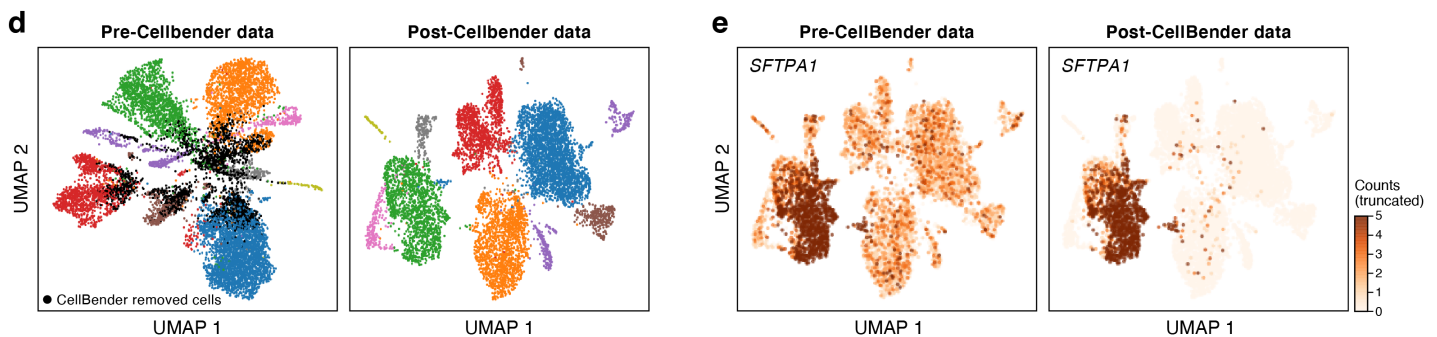 d
Pre-Cellbender data
Post-Cellbender data
UMAP 2
CellBender removed cells
UMAP 1
UMAP 1
e
Pre-CellBender data
Post-CellBender data
SFTPA1
SFTPA1
UMAP 2
UMAP 1
UMAP 1
Counts
(truncated)
5
4
3
2
1
0